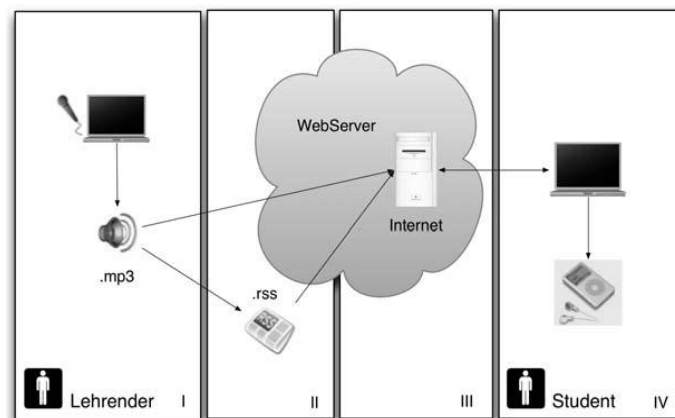 WebServer
Internet
.mp3
.rss
Lehrender
I
II
III
Student
IV